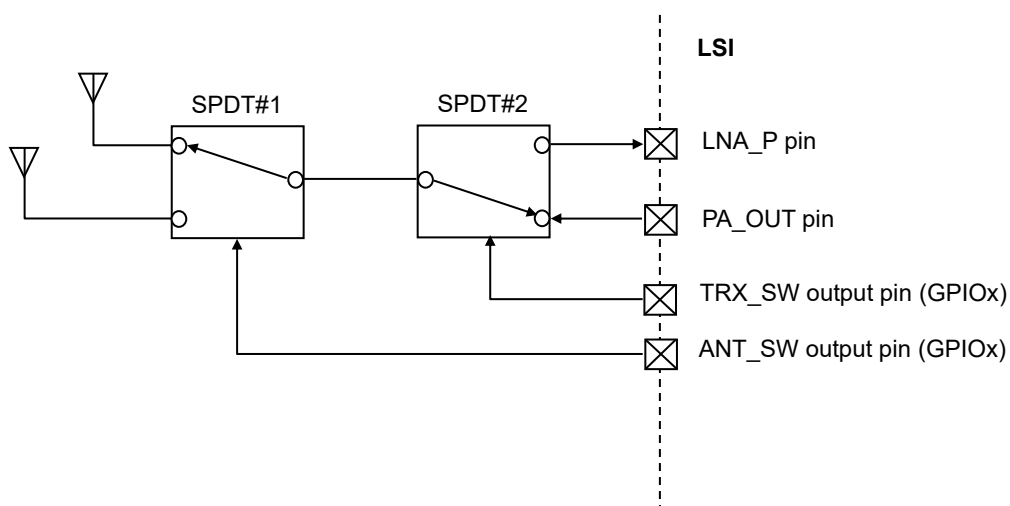 LSI
SPDT#1
SPDT#2
LNA_P pin
PA_OUT pin
TRX_SW output pin (GPIOx)
ANT_SW output pin (GPIOx)